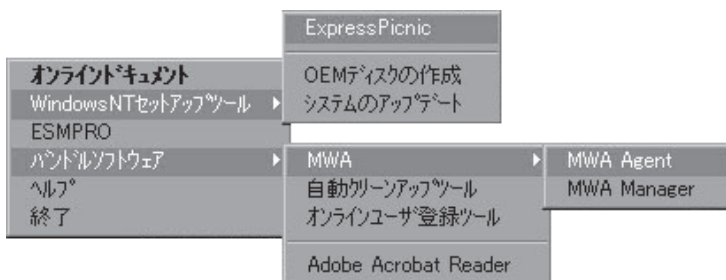 オンラインﾄﾞｷｭﾒﾝﾄ
WindowsNTｾｯﾄｱｯﾌﾟﾂｰﾙ
ESMPRO
ﾊﾞﾝﾄﾞﾙｿﾌﾄｳｪｱ
ﾍﾙﾌﾟ
終了
ExpressPicnic
OEMﾃﾞｨｽｸの作成
ｼｽﾃﾑのｱｯﾌﾟﾃﾞｰﾄ
MWA
自動ｸﾘｰﾝｱｯﾌﾟﾂｰﾙ
ｵﾝﾗｲﾝﾕｰｻﾞ登録ﾂｰﾙ
Adobe Acrobat Reader
MWA Agent
MWA Manager